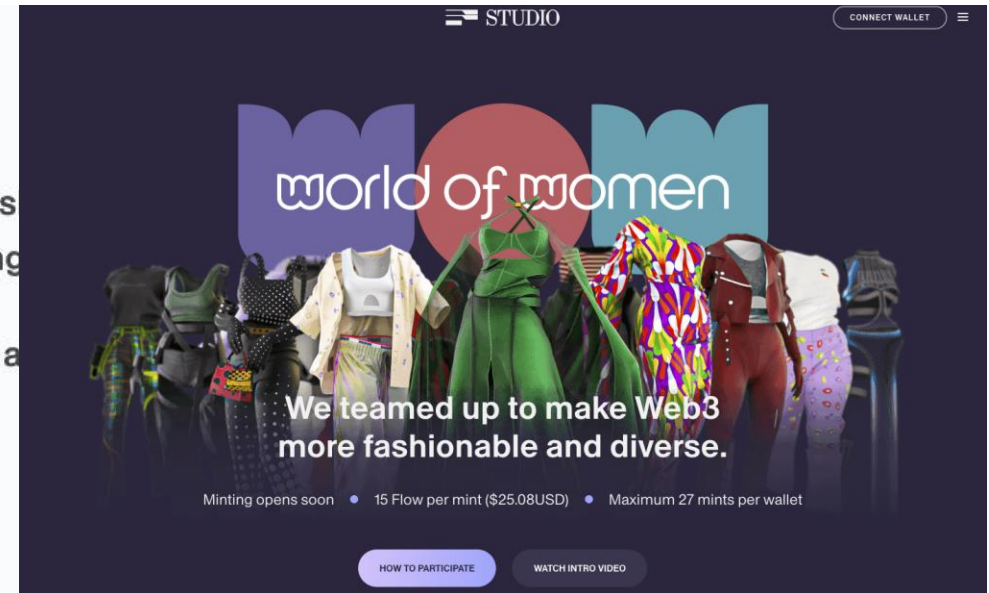 STUDIO
CONNECT WALLET
world of women
We teamed up to make Web3
more fashionable and diverse.
Minting opens soon • 15 Flow per mint ($25.08USD) • Maximum 27 mints per wallet
HOW TO PARTICIPATE
WATCH INTRO VIDEO